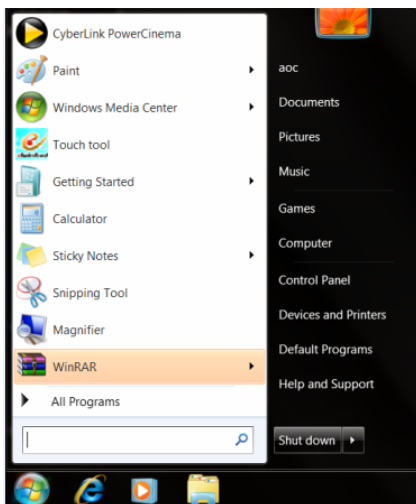 CyberLink PowerCinema
Paint
Windows Media Center
Touch tool
Getting Started
Calculator
Sticky Notes
Snipping Tool
Magnifier
WinRAR
All Programs
aoc
Documents
Pictures
Music
Games
Computer
Control Panel
Devices and Printers
Default Programs
Help and Support
Shut down